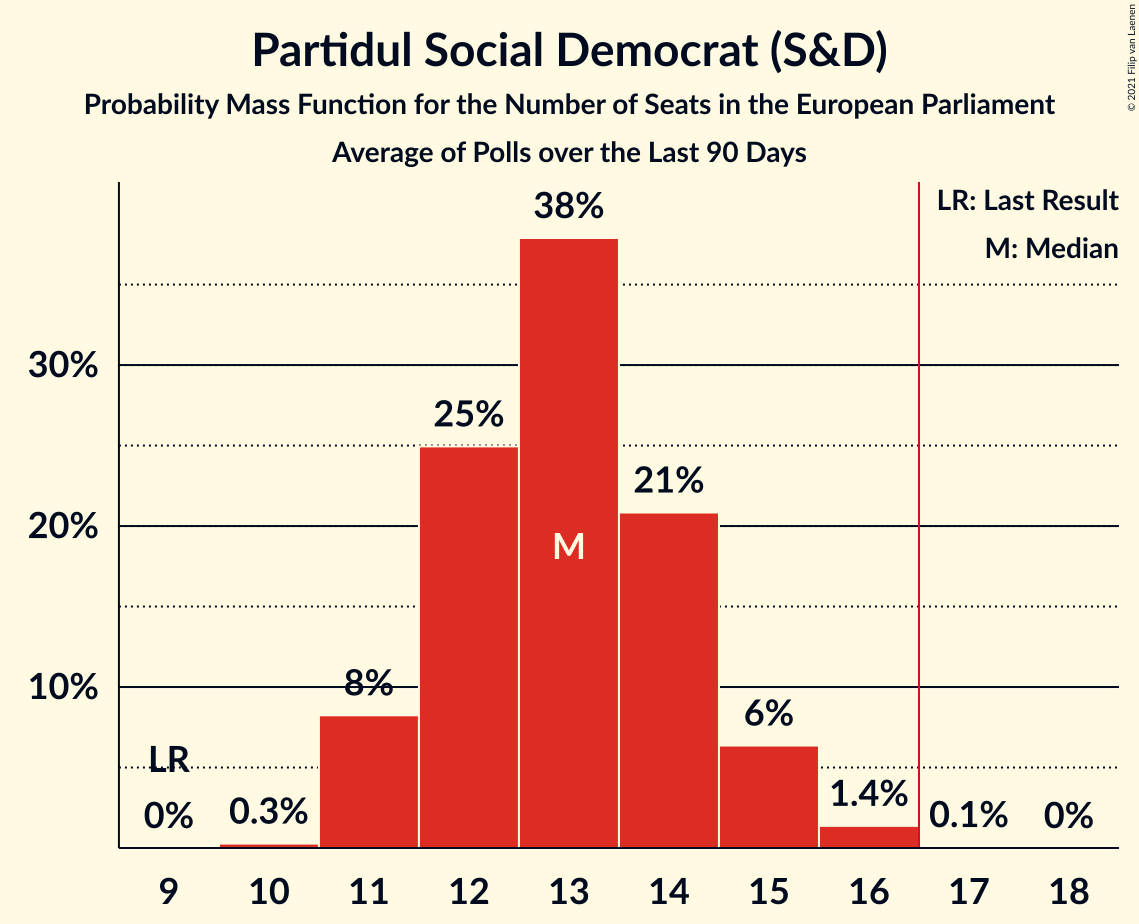 Partidul Social Democrat (S&D)
Probability Mass Function for the Number of Seats in the European Parliament
Average of Polls over the Last 90 Days
© 2021 Filip van Laenen
LR: Last Result
M: Median
30%
20%
10%
LR
0%
0.3%
8%
25%
38%
M
21%
6%
1.4%
0.1%
0%
9 10 11 12 13 14 15 16 17 18